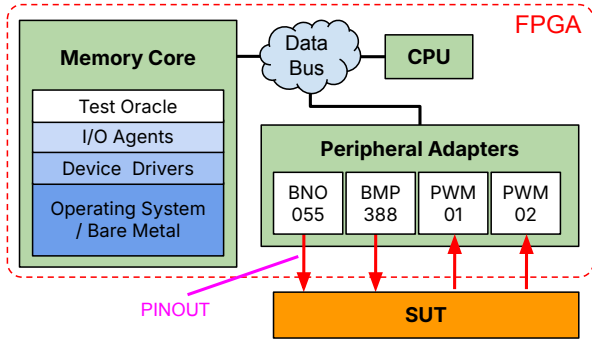 FPGA
Memory Core
Test Oracle
I/O Agents
Device Drivers
Operating System
/ Bare Metal
Data
Bus
CPU
Peripheral Adapters
BNO
055
BMP
388
PWM
01
PWM
02
PINOUT
SUT